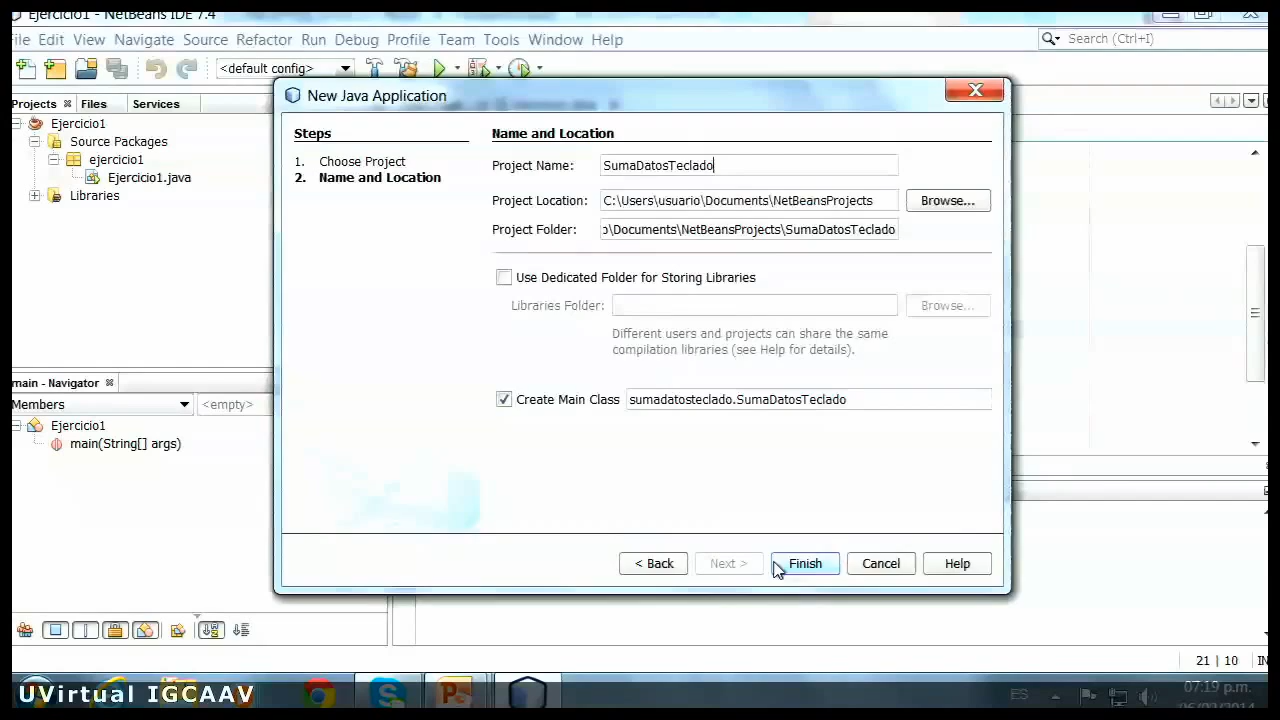 Ejercicio1 - NetBeans IDE 7.4
File Edit View Navigate Source Refactor Run Debug Profile Team Tools Window Help
Search (Ctrl+I)
<default config>
Projects Files Services
Ejercicio1
Source Packages
ejercicio1
Ejercicio1.java
Libraries
main - Navigator
Members
<empty>
Ejercicio1
main(String[] args)
New Java Application
Steps
1. Choose Project
2. Name and Location
Name and Location
Project Name: SumaDatosTeclado
Project Location: C:\Users\usuario\Documents\NetBeansProjects Browse...
Project Folder: o\Documents\NetBeansProjects\SumaDatosTeclado
Use Dedicated Folder for Storing Libraries
Libraries Folder: Browse...
Different users and projects can share the same
compilation libraries (see Help for details).
Create Main Class sumadatosteclado.SumaDatosTeclado
< Back Next > Finish Cancel Help
21 | 10 IN
UVirtual IGCAAV
ES
07:19 p.m.